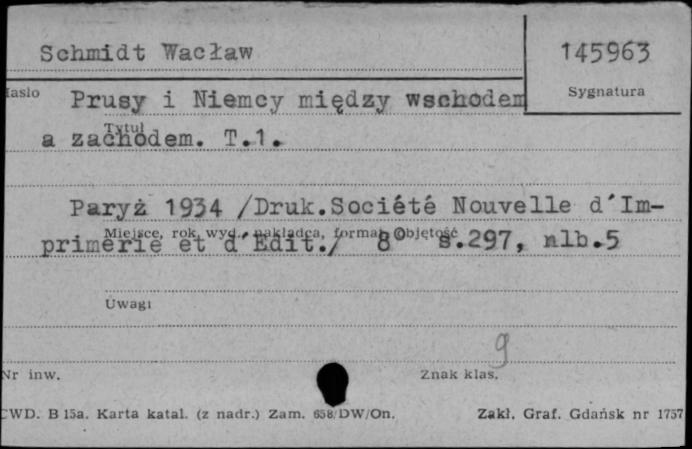 Schmidt Wacław
145963
Sygnatura
Hasło
Prusy i Niemcy między wschodem
Tytuł
a zachodem. T.1.
Paryż 1934 /Druk.Société Nouvelle d'Im-
Miejsce, rok wyd., nakładca, format, objętość
primérie et d'Edit./ 8° s.297, nlb.5
Uwagi
9
Nr inw.
Znak klas.
CWD. B 15a. Karta katal. (z nadr.) Zam. 658/DW/On.
Zakł. Graf. Gdańsk nr 1757